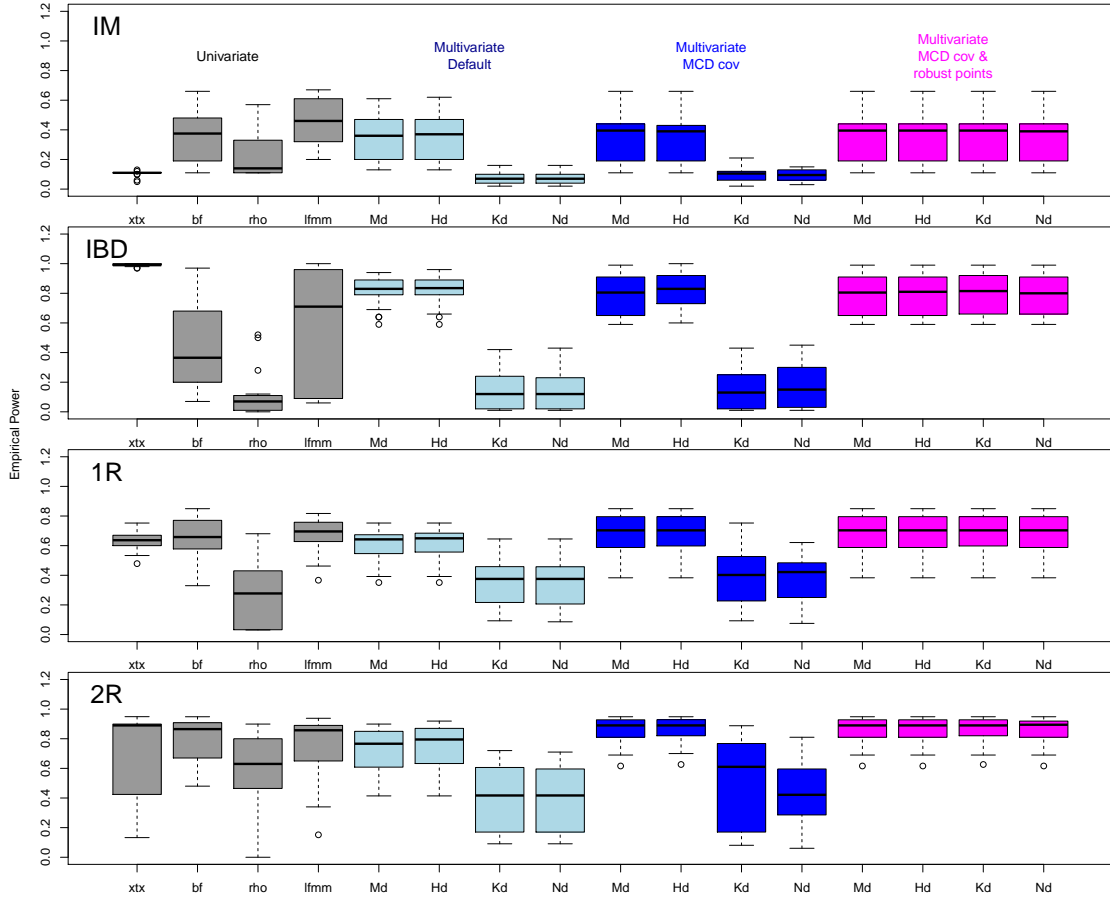 IM
Univariate
Multivariate
Default
Multivariate
MCD cov
Multivariate
MCD cov &
robust points
0.0 0.2 0.4 0.6 0.8 1.0 1.2
xtx bf rho lfmm Md Hd Kd Nd Md Hd Kd Nd Md Hd Kd Nd
IBD
0.0 0.2 0.4 0.6 0.8 1.0 1.2
xtx bf rho lfmm Md Hd Kd Nd Md Hd Kd Nd Md Hd Kd Nd
Empirical Power
1R
0.0 0.2 0.4 0.6 0.8 1.0 1.2
xtx bf rho lfmm Md Hd Kd Nd Md Hd Kd Nd Md Hd Kd Nd
2R
0.0 0.2 0.4 0.6 0.8 1.0 1.2
xtx bf rho lfmm Md Hd Kd Nd Md Hd Kd Nd Md Hd Kd Nd